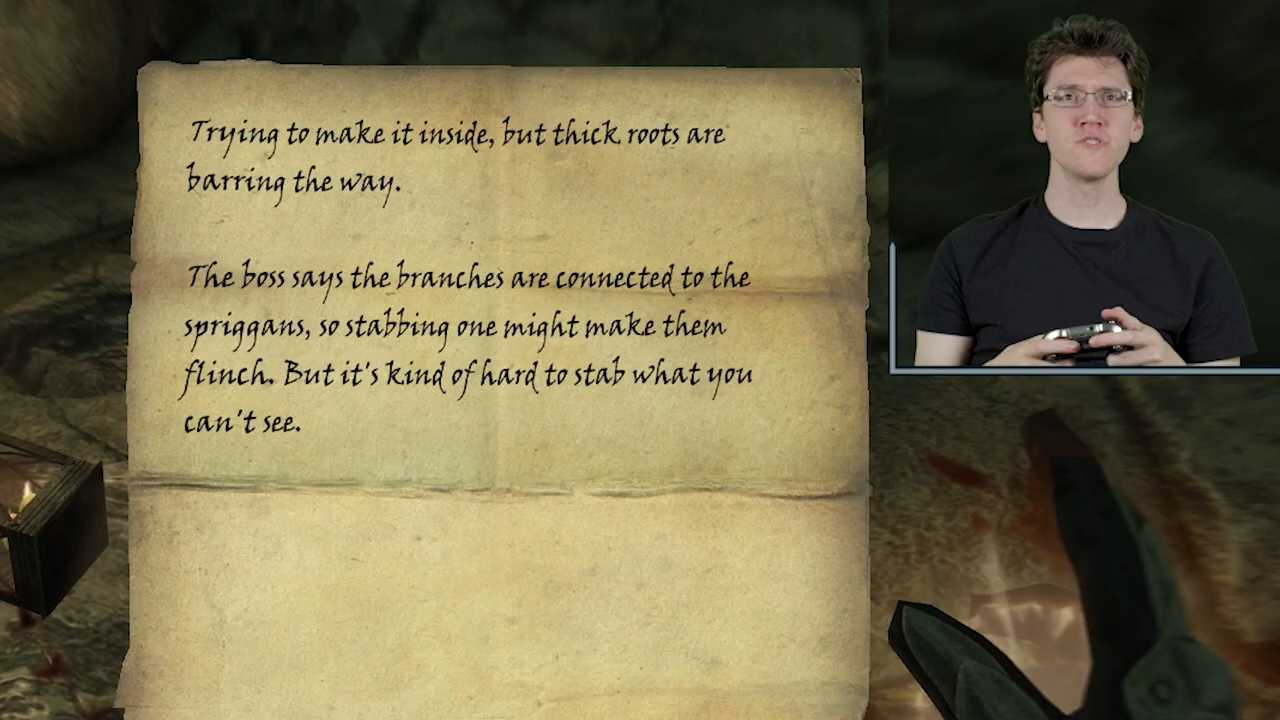 Trying to make it inside, but thick roots are
barring the way.
The boss says the branches are connected to the
spriggans, so stabbing one might make them
flinch. But it's kind of hard to stab what you
can't see.